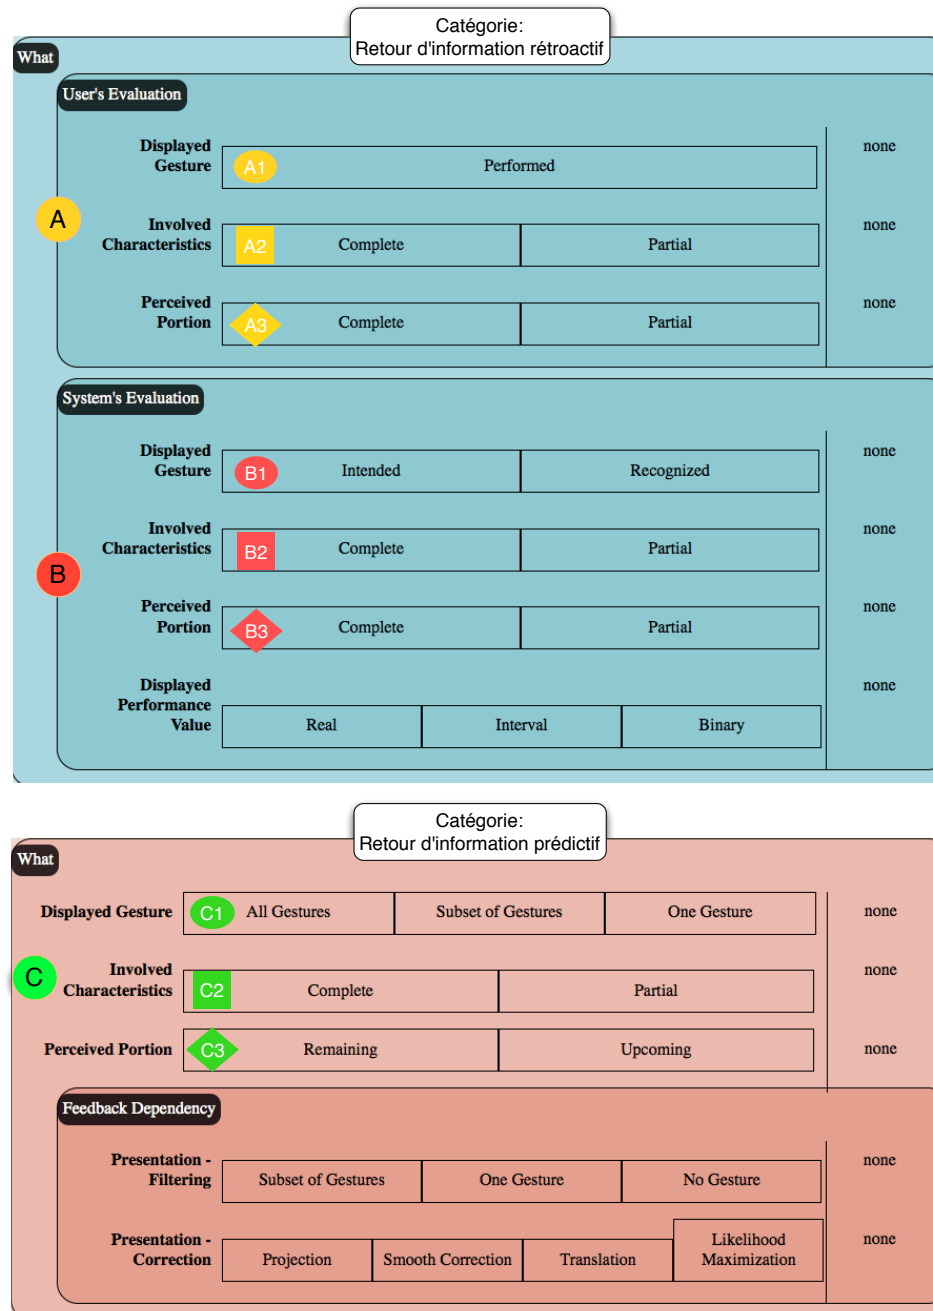 Catégorie:
Retour d'information rétroactif
What
User's Evaluation
Displayed
Gesture
A1
Performed
none
A
Involved
Characteristics
A2
Complete
Partial
none
Perceived
Portion
A3
Complete
Partial
none
System's Evaluation
Displayed
Gesture
B1
Intended
Recognized
none
Involved
Characteristics
B2
Complete
Partial
none
B
Perceived
Portion
B3
Complete
Partial
none
Displayed
Performance
Value
Real
Interval
Binary
none
Catégorie:
Retour d'information prédictif
What
Displayed Gesture
C1
All Gestures
Subset of Gestures
One Gesture
none
C
Involved
Characteristics
C2
Complete
Partial
none
Perceived Portion
C3
Remaining
Upcoming
none
Feedback Dependency
Presentation -
Filtering
Subset of Gestures
One Gesture
No Gesture
none
Presentation -
Correction
Projection
Smooth Correction
Translation
Likelihood
Maximization
none